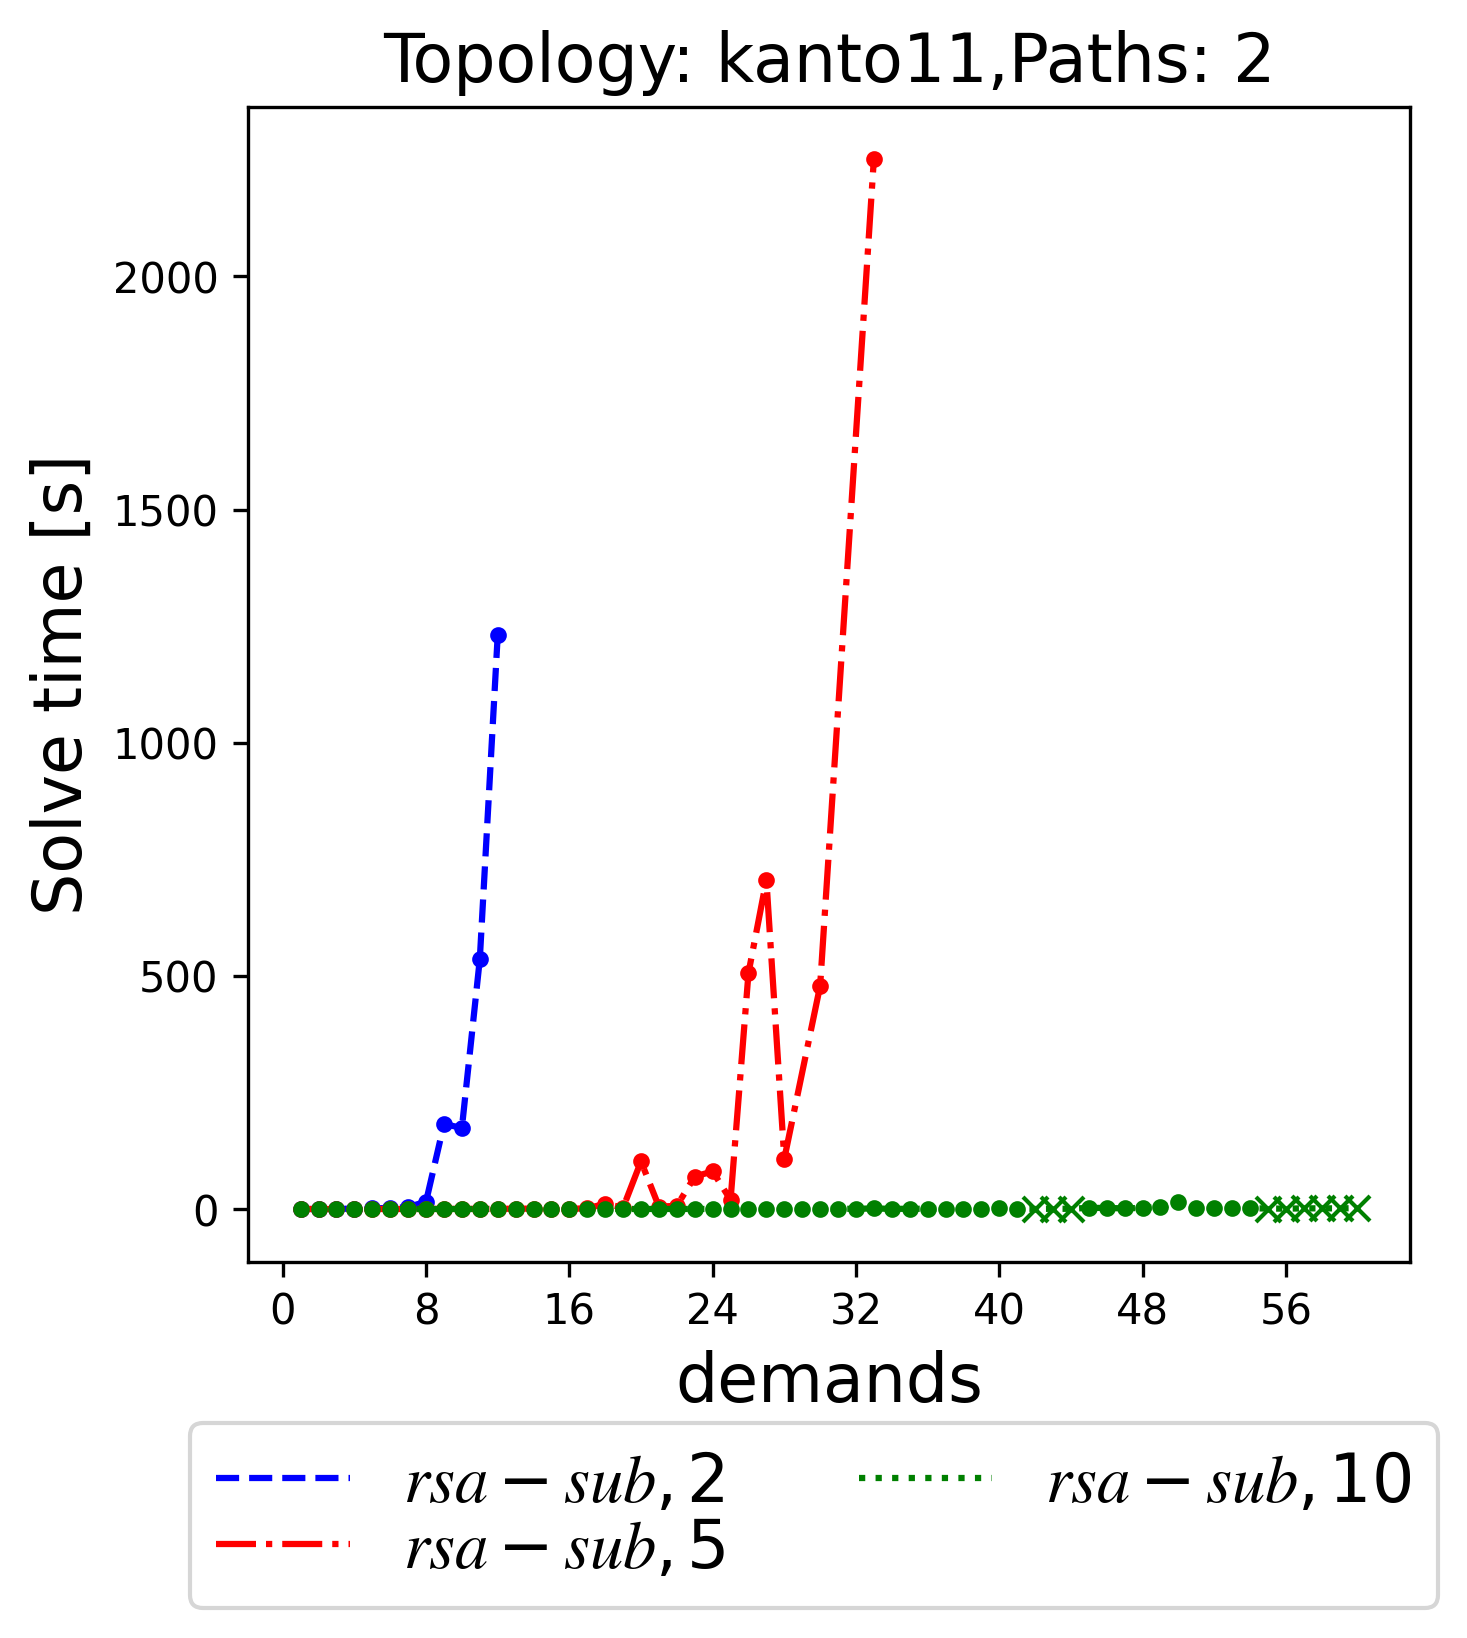 Topology: kanto11,Paths: 2
Solve time [s]
2000
1500
1000
500
0
0 8 16 24 32 40 48 56
demands
rsa − sub, 2 rsa − sub, 10
rsa − sub, 5